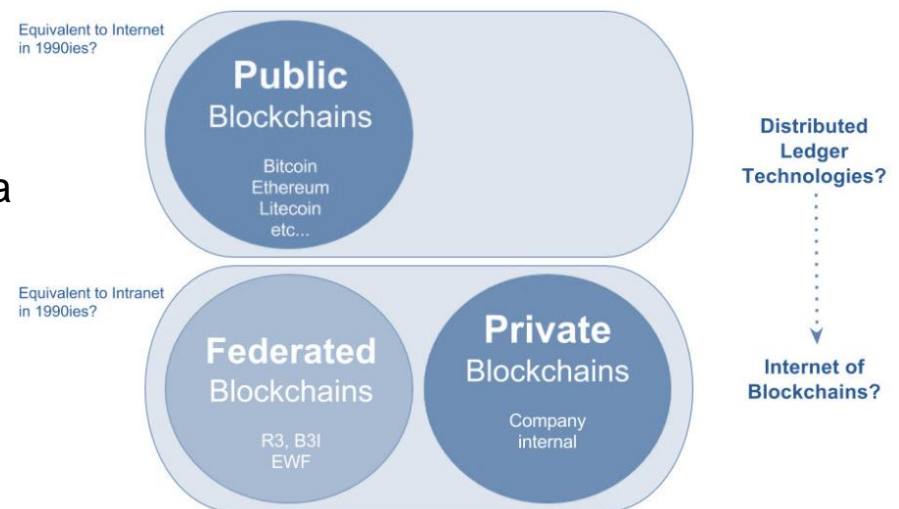 Equivalent to Internet
in 1990ies?
Public
Blockchains
Bitcoin
Ethereum
Litecoin
etc...
a
Distributed
Ledger
Technologies?
Equivalent to Intranet
in 1990ies?
Federated
Blockchains
R3, B3I
EWF
Private
Blockchains
Company
internal
Internet of
Blockchains?